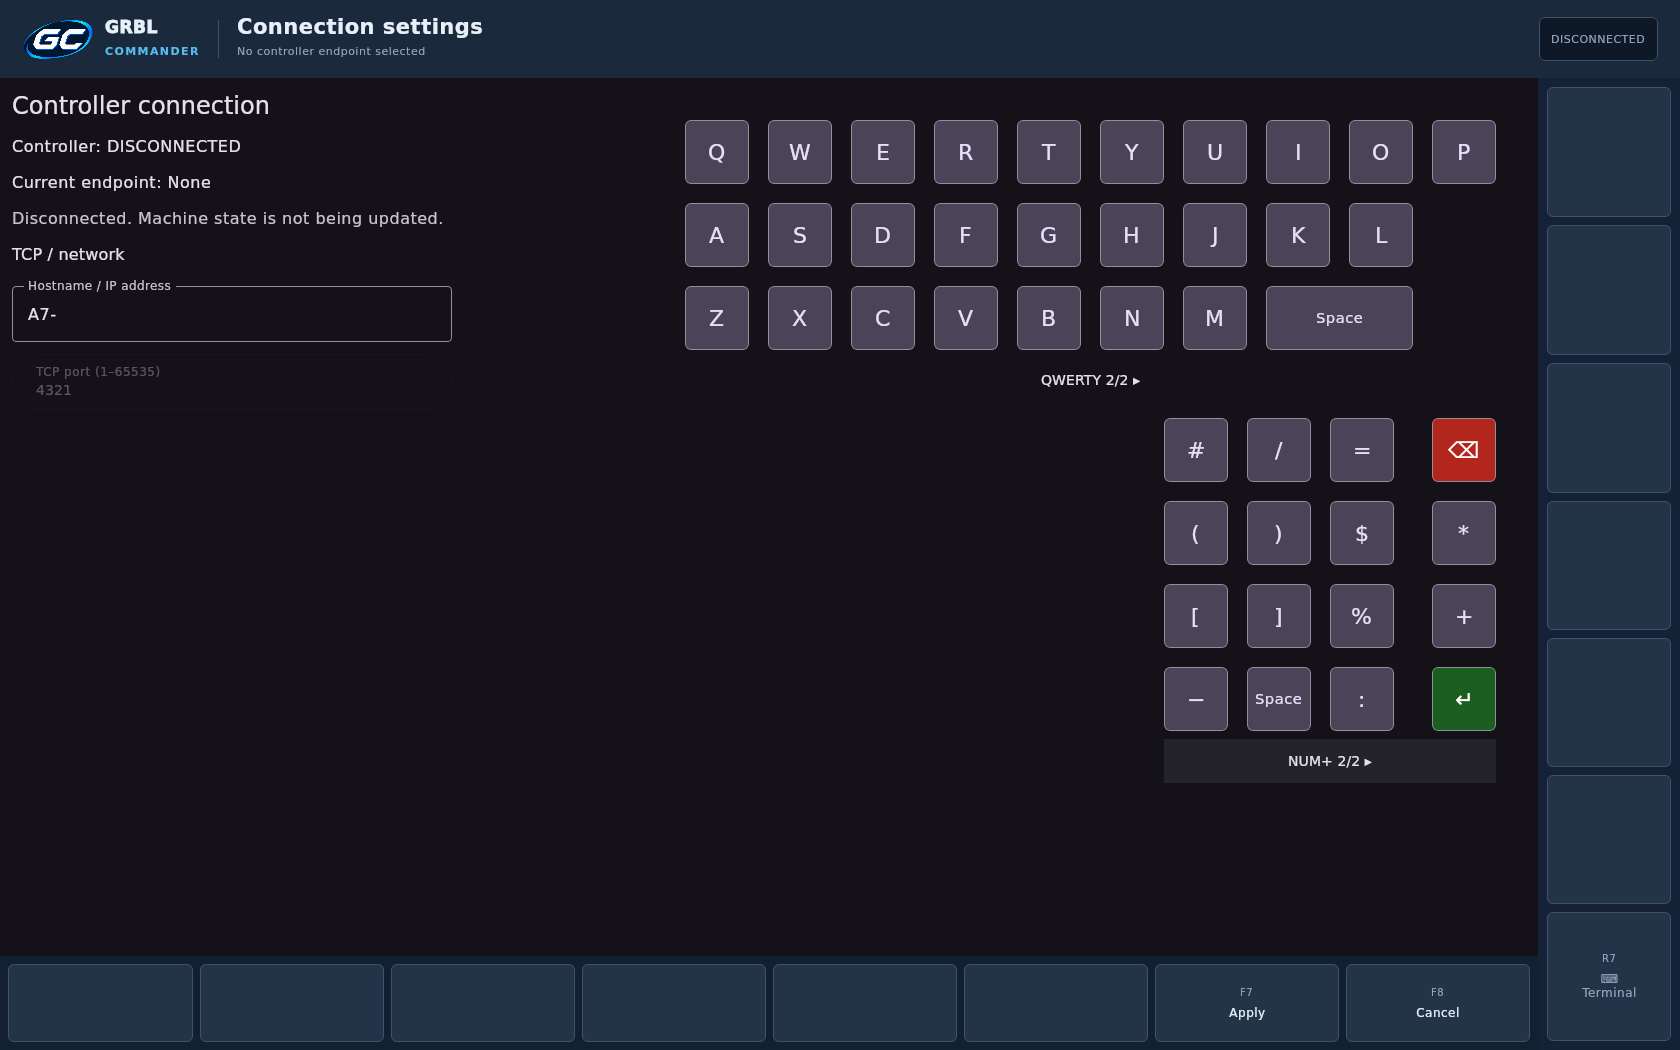 GC
GRBL
COMMANDER
Connection settings
No controller endpoint selected
DISCONNECTED
Controller connection
Controller: DISCONNECTED
Current endpoint: None
Disconnected. Machine state is not being updated.
TCP / network
Hostname / IP address
A7-
TCP port (1–65535)
4321
Q W E R T Y U I O P
A S D F G H J K L
Z X C V B N M Space
QWERTY 2/2 ▸
# / = ⌫
( ) $ *
[ ] % +
− Space : ↵
NUM+ 2/2 ▸
F7
Apply
F8
Cancel
R7
⌨
Terminal